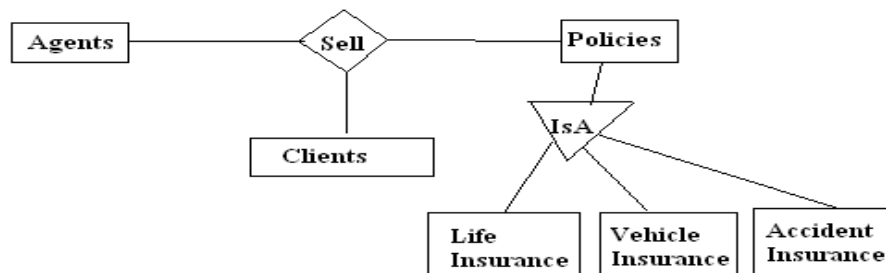 Agents
Sell
Policies
IsA
Clients
Life
Insurance
Vehicle
Insurance
Accident
Insurance